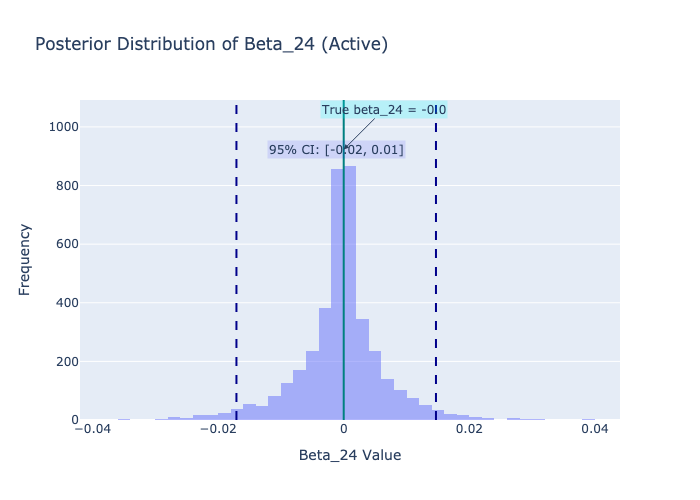 Posterior Distribution of Beta_24 (Active)
True beta_24 = -0.0
95% CI: [-0.02, 0.01]
1000
800
600
400
200
0
Frequency
−0.04
−0.02
0
0.02
0.04
Beta_24 Value